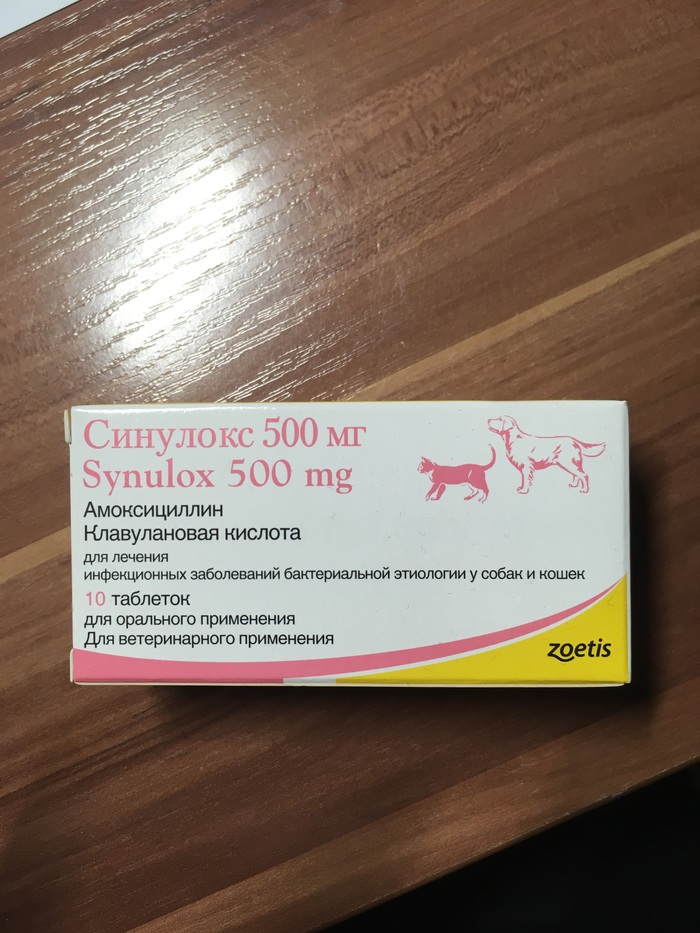 Синулокс 500 мг
Synulox 500 mg
Амоксициллин
Клавулановая кислота
для лечения
инфекционных заболеваний бактериальной этиологии у собак и кошек
10 таблеток
для орального применения
Для ветеринарного применения
zoetis